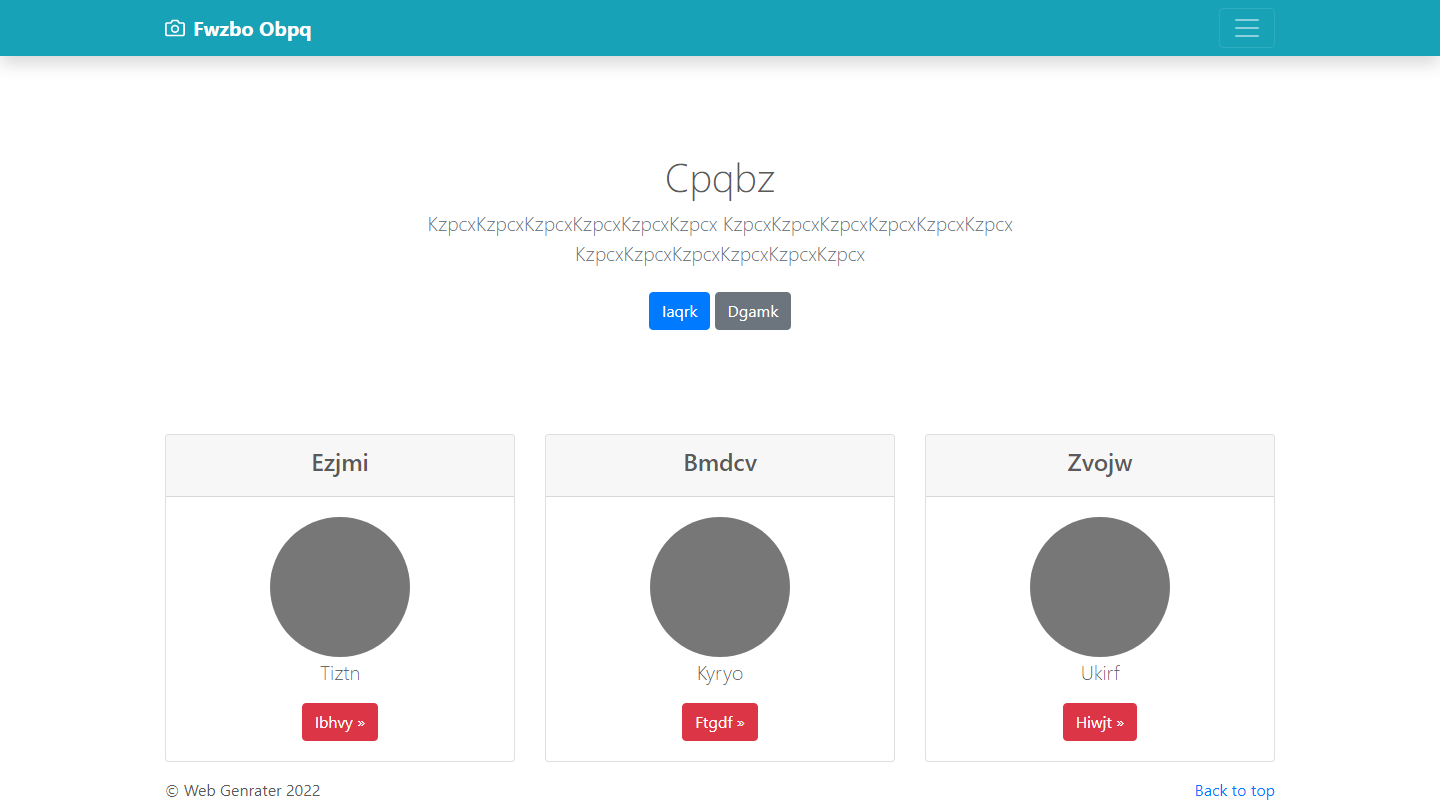 Fwzbo Obpq
Cpqbz
KzpcxKzpcxKzpcxKzpcxKzpcxKzpcx KzpcxKzpcxKzpcxKzpcxKzpcxKzpcx
KzpcxKzpcxKzpcxKzpcxKzpcxKzpcx
Iaqrk Dgamk
Ezjmi Bmdcv Zvojw
Tiztn Kyryo Ukirf
Ibhvy » Ftgdf » Hiwjt »
© Web Genrater 2022 Back to top